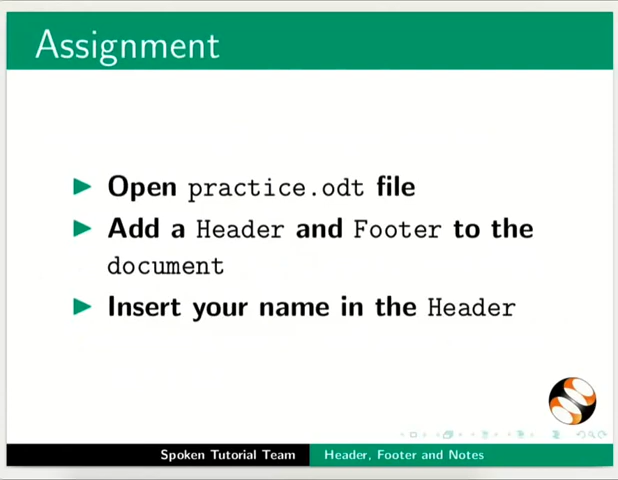 Assignment
Open practice.odt file
Add a Header and Footer to the
document
Insert your name in the Header
Spoken Tutorial Team
Header, Footer and Notes